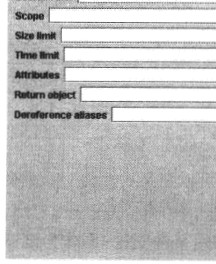 Scope
Size limit
Time limit
Attributes
Return object
Dereference aliases